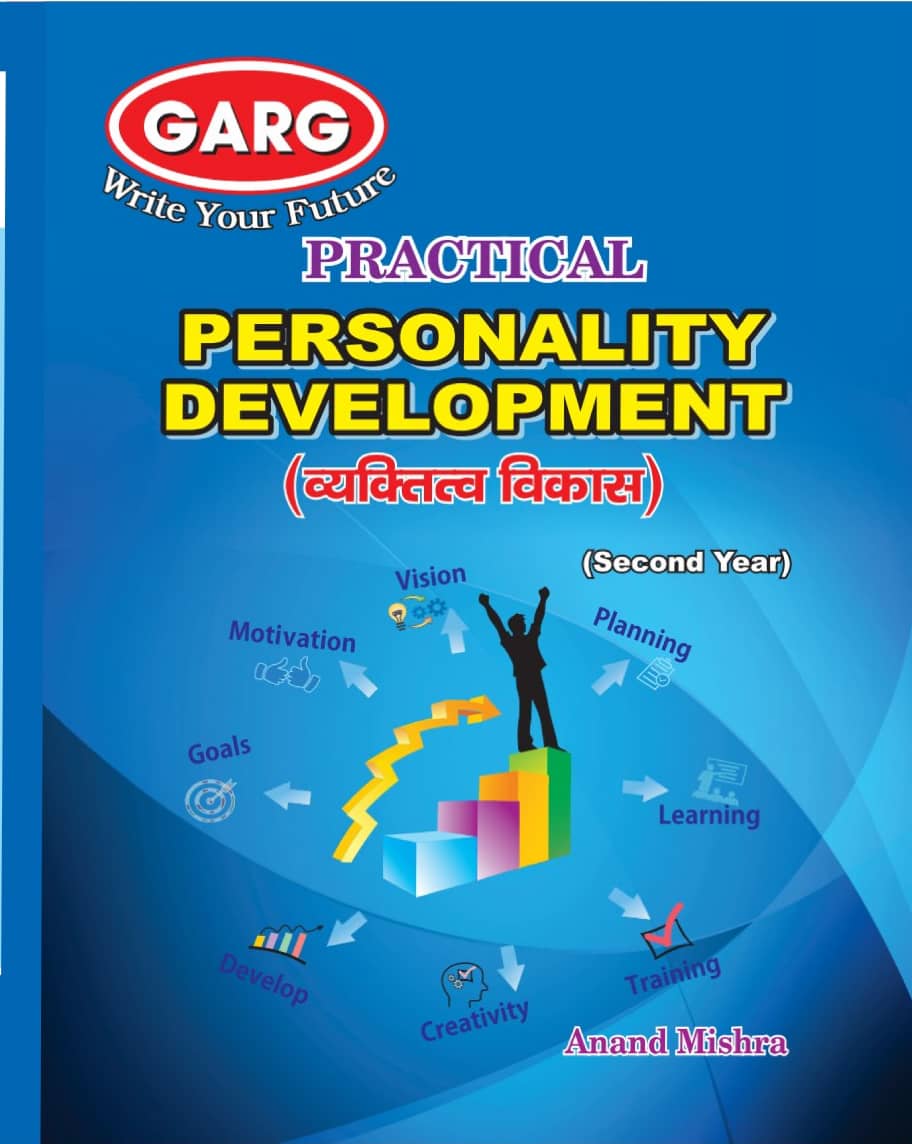 GARG
Write Your Future
PRACTICAL
PERSONALITY
DEVELOPMENT
(व्यक्तित्व विकास)
(Second Year)
Vision
Planning
Motivation
Goals
Learning
Develop
Training
Creativity
Anand Mishra